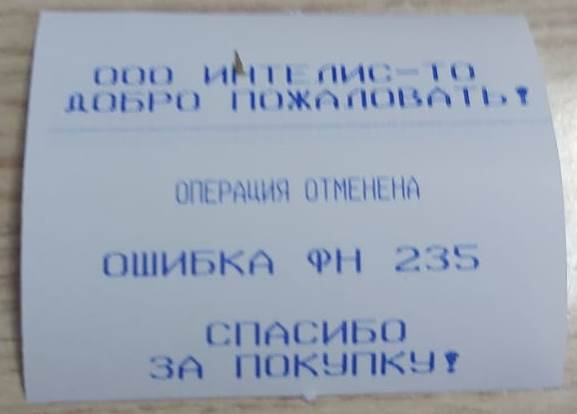 ООО ИНТЕЛИС-ТО
ДОБРО ПОЖАЛОВАТЬ!
ОПЕРАЦИЯ ОТМЕНЕНА
ОШИБКА ФН 235
СПАСИБО
ЗА ПОКУПКУ!